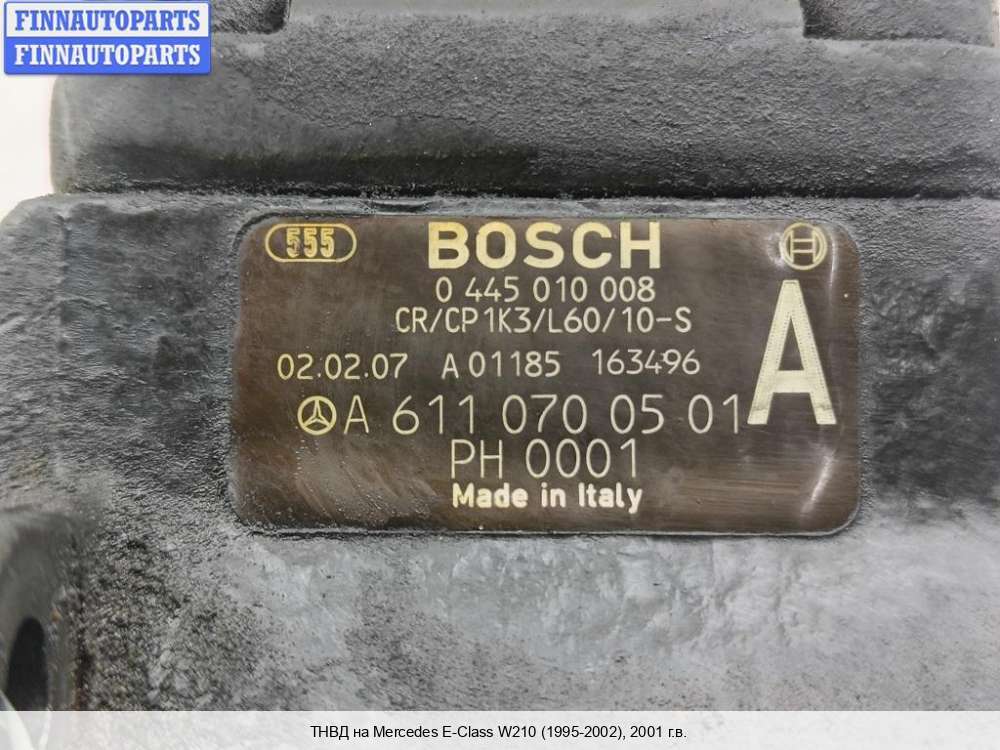 FINNAUTOPARTS
FINNAUTOPARTS
555 BOSCH
0 445 010 008
CR/CP1K3/L60/10-S
02.02.07 A 01185 163496
A
A 611 070 05 01
PH 0001
Made in Italy
ТНВД на Mercedes E-Class W210 (1995-2002), 2001 г.в.